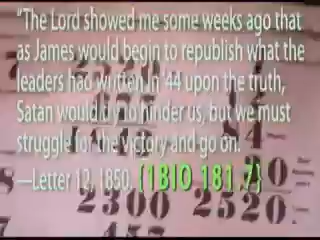 "The Lord showed me some weeks ago that
as James would begin to republish what the
leaders had written in '44 upon the truth,
Satan would try to hinder us, but we must
struggle for the victory and go on.
—Letter 12, 1850. {1BIO 181.7}
2520
2300 2520